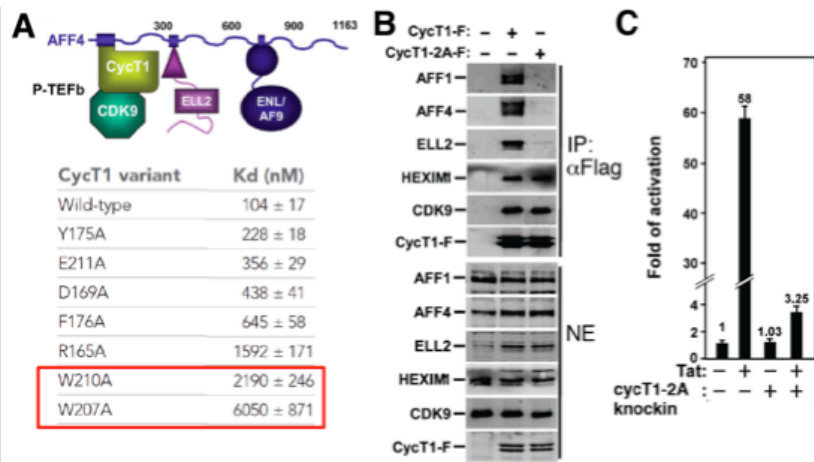 A
300 600 900 1163
AFF4
CycT1
P-TEFb
CDK9
ELL2
ENL/
AF9
CycT1 variant Kd (nM)
Wild-type 104 ± 17
Y175A 228 ± 18
E211A 356 ± 29
D169A 438 ± 41
F176A 645 ± 58
R165A 1592 ± 171
W210A 2190 ± 246
W207A 6050 ± 871
B
CycT1-F: – + –
CycT1-2A-F: – – +
AFF1
AFF4
ELL2
HEXIM1
CDK9
CycT1-F
IP:
αFlag
AFF1
AFF4
ELL2
HEXIM1
CDK9
CycT1-F
NE
C
Fold of activation
70
60
50
40
30
4
2
0
1
58
1.03
3.25
Tat: – + – +
cycT1-2A : – – + +
knockin